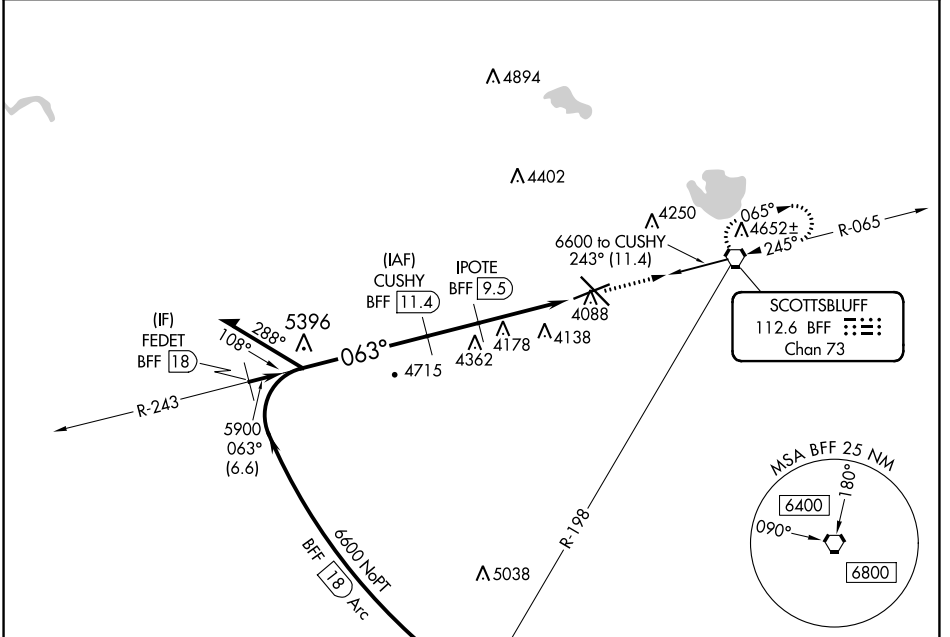 4894
4402
4250
065°
4652±
245°
R-065
6600 to CUSHY
243° (11.4)
(IAF)
CUSHY
BFF 11.4
IPOTE
BFF 9.5
4088
SCOTTSBLUFF
112.6 BFF
Chan 73
(IF)
FEDET
BFF 18
288°
108°
5396
063°
4178
4138
4362
4715
R-243
5900
063°
(6.6)
6600 NoPT
BFF 18 Arc
R-198
5038
MSA BFF 25 NM
180°
6400
090°
6800